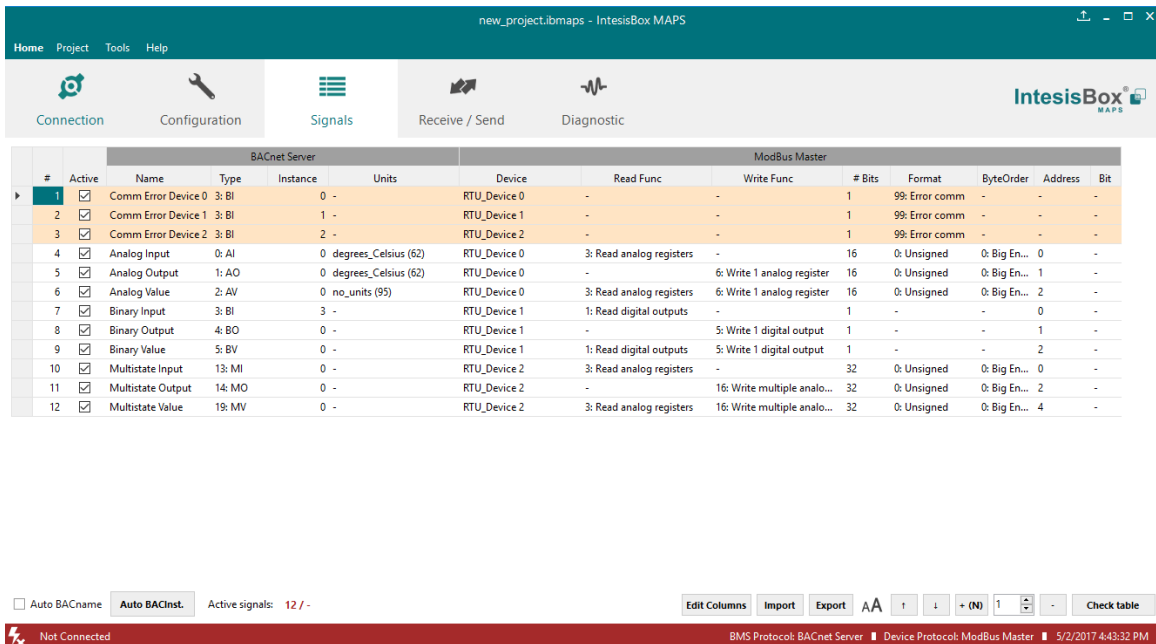 new_project.ibmaps - IntesisBox MAPS
Home Project Tools Help
Connection Configuration Signals Receive / Send Diagnostic
IntesisBox® MAPS
BACnet Server ModBus Master
# Active Name Type Instance Units Device Read Func Write Func # Bits Format ByteOrder Address Bit
1 Comm Error Device 0 3: BI 0 - RTU_Device 0 - - 1 99: Error comm - - -
2 Comm Error Device 1 3: BI 1 - RTU_Device 1 - - 1 99: Error comm - - -
3 Comm Error Device 2 3: BI 2 - RTU_Device 2 - - 1 99: Error comm - - -
4 Analog Input 0: AI 0 degrees_Celsius (62) RTU_Device 0 3: Read analog registers - 16 0: Unsigned 0: Big En... 0 -
5 Analog Output 1: AO 0 degrees_Celsius (62) RTU_Device 0 - 6: Write 1 analog register 16 0: Unsigned 0: Big En... 1 -
6 Analog Value 2: AV 0 no_units (95) RTU_Device 0 3: Read analog registers 6: Write 1 analog register 16 0: Unsigned 0: Big En... 2 -
7 Binary Input 3: BI 3 - RTU_Device 1 1: Read digital outputs - 1 - - 0 -
8 Binary Output 4: BO 0 - RTU_Device 1 - 5: Write 1 digital output 1 - - 1 -
9 Binary Value 5: BV 0 - RTU_Device 1 1: Read digital outputs 5: Write 1 digital output 1 - - 2 -
10 Multistate Input 13: MI 0 - RTU_Device 2 3: Read analog registers - 32 0: Unsigned 0: Big En... 0 -
11 Multistate Output 14: MO 0 - RTU_Device 2 - 16: Write multiple analo... 32 0: Unsigned 0: Big En... 2 -
12 Multistate Value 19: MV 0 - RTU_Device 2 3: Read analog registers 16: Write multiple analo... 32 0: Unsigned 0: Big En... 4 -
Auto BACname Auto BACInst. Active signals: 12 / - Edit Columns Import Export AA ↑ ↓ + (N) 1 - Check table
Not Connected BMS Protocol: BACnet Server Device Protocol: ModBus Master 5/2/2017 4:43:32 PM